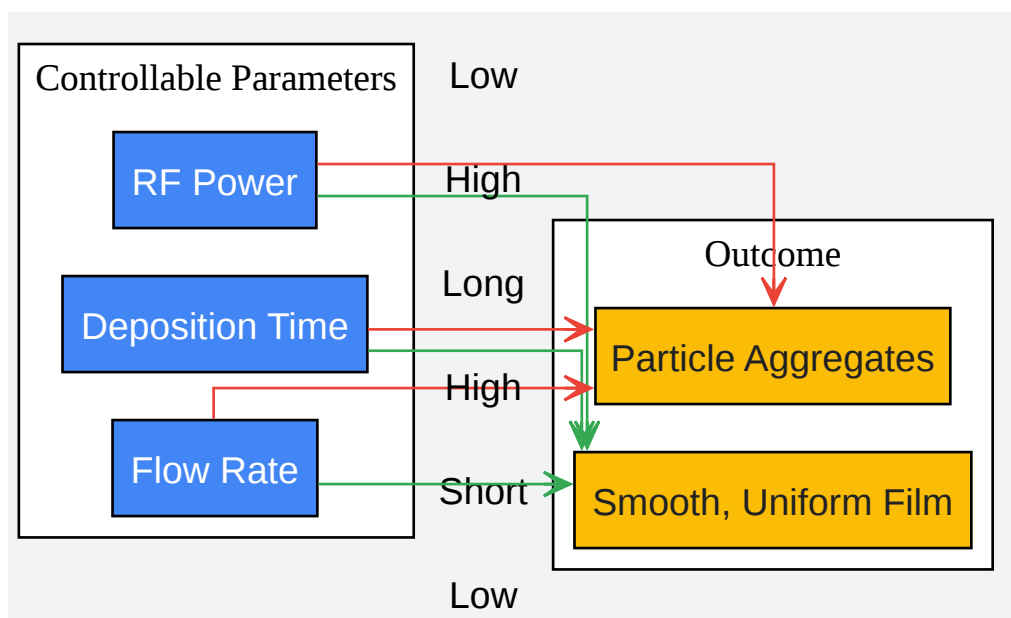 Controllable Parameters
Low
RF Power
High
Outcome
Long
Deposition Time
Particle Aggregates
High
Flow Rate
Short
Smooth, Uniform Film
Low